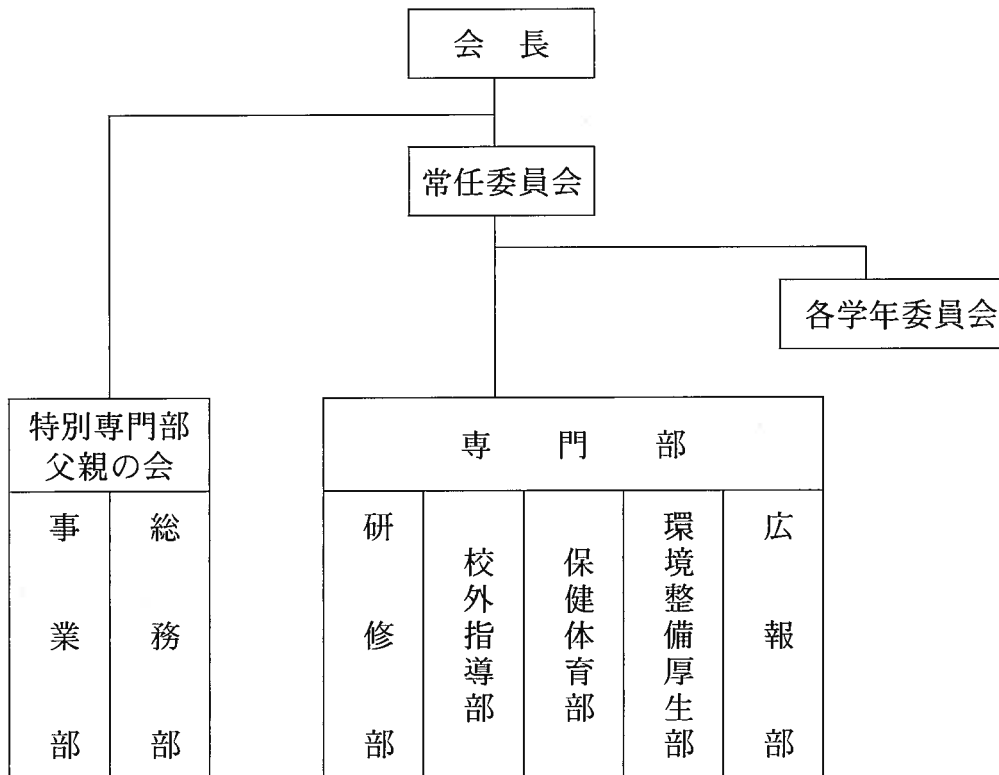 会長
常任委員会
各学年委員会
特別専門部
父親の会
事業部
総務部
専門部
研修部
校外指導部
保健体育部
環境整備厚生部
広報部